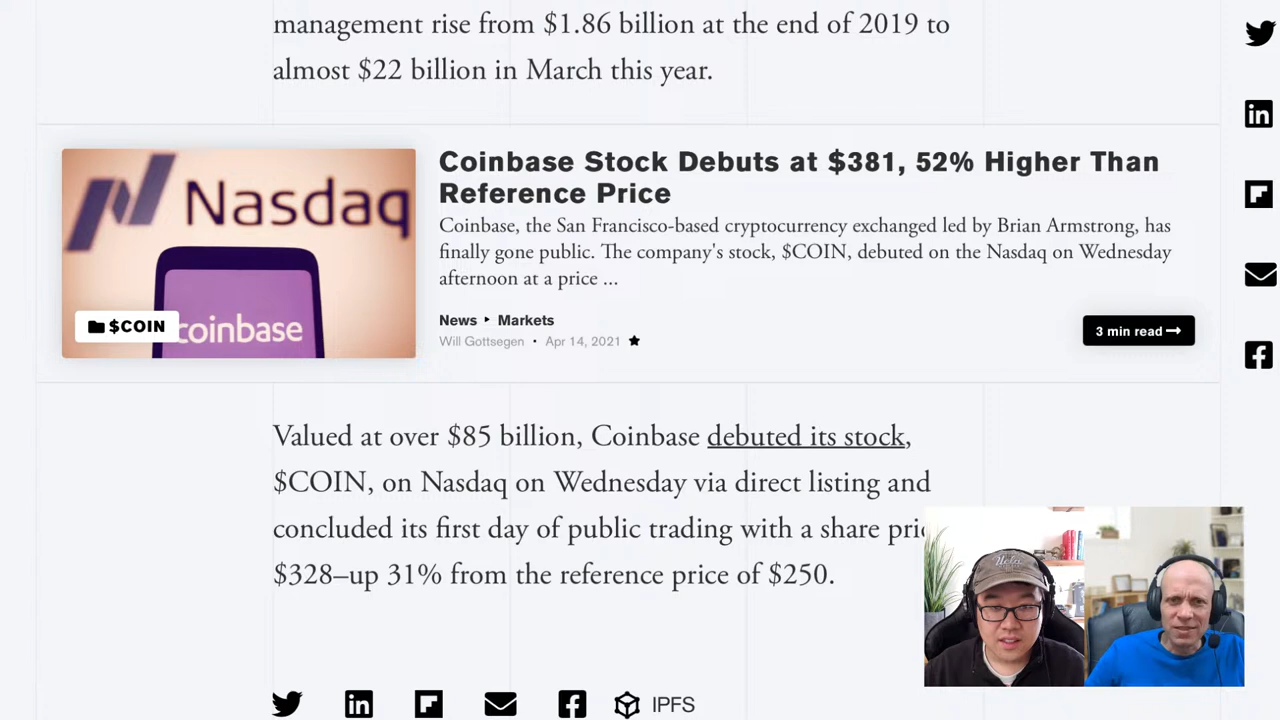 management rise from $1.86 billion at the end of 2019 to
almost $22 billion in March this year.
Nasdaq
$COIN
coinbase
Coinbase Stock Debuts at $381, 52% Higher Than
Reference Price
Coinbase, the San Francisco-based cryptocurrency exchanged led by Brian Armstrong, has
finally gone public. The company's stock, $COIN, debuted on the Nasdaq on Wednesday
afternoon at a price ...
News ▸ Markets
Will Gottsegen • Apr 14, 2021 ★
3 min read →
Valued at over $85 billion, Coinbase debuted its stock,
$COIN, on Nasdaq on Wednesday via direct listing and
concluded its first day of public trading with a share
$328–up 31% from the reference price of $250.
IPFS